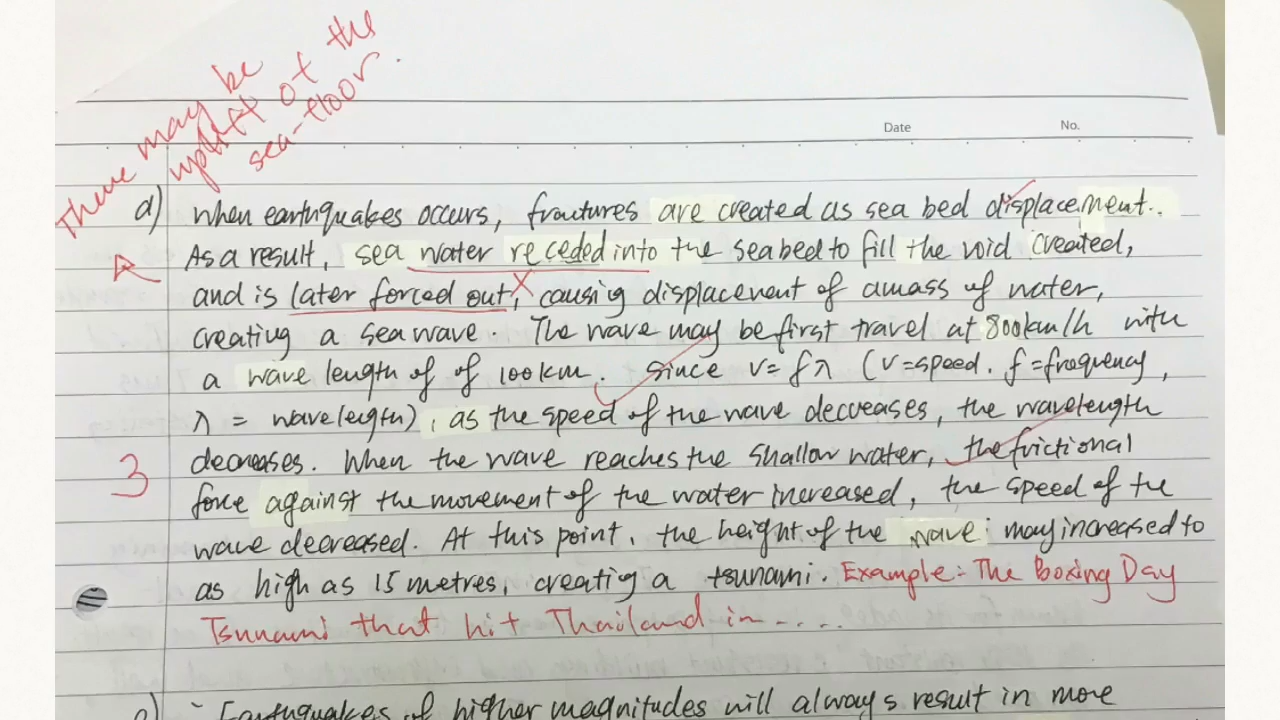 There may be
uplift of the
sea-floor.
Date
No.
d) When earthquakes occurs, fractures are created as sea bed displacement.
As a result, sea water receded into the sea bed to fill the void created,
and is later forced out, causing displacement of a mass of water,
creating a sea wave. The wave may be first travel at 800km/h with
a wave length of of 100km. Since v= fλ (v=speed. f=frequency,
λ = wavelength), as the speed of the wave decreases, the wavelength
decreases. When the wave reaches the shallow water, the frictional
3
force against the movement of the water increased, the speed of the
wave decreased. At this point, the height of the wave may increased to
as high as 15 metres, creatig a tsunami. Example: The Boxing Day
Tsunami that hit Thailand in.....
e) Earthquakes of higher magnitudes will always result in more